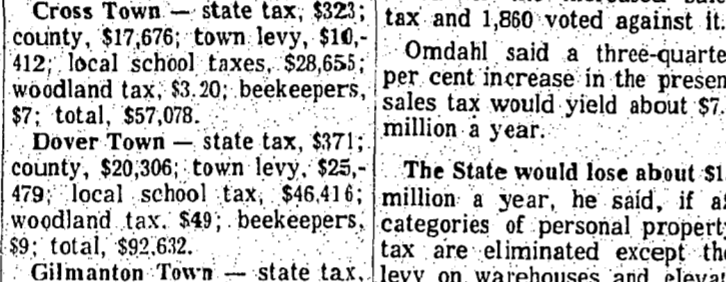 Cross Town — state tax, $323;
county, $17,676; town levy, $10,-
412; local school taxes, $28,655;
woodland tax, $3.20; beekeepers,
$7; total, $57,078.
Dover Town — state tax, $371;
county, $20,306; town levy, $25,-
479; local school tax, $46,416;
woodland tax. $49; beekeepers,
$9; total, $92,632.
Gilmanton Town — state tax,
tax and 1,860 voted against it.
Omdahl said a three-quarte
per cent increase in the presen
sales tax would yield about $7.
million a year.
The State would lose about $1.
million a year, he said, if a
categories of personal property
tax are eliminated except the
levy on warehouses and eleva